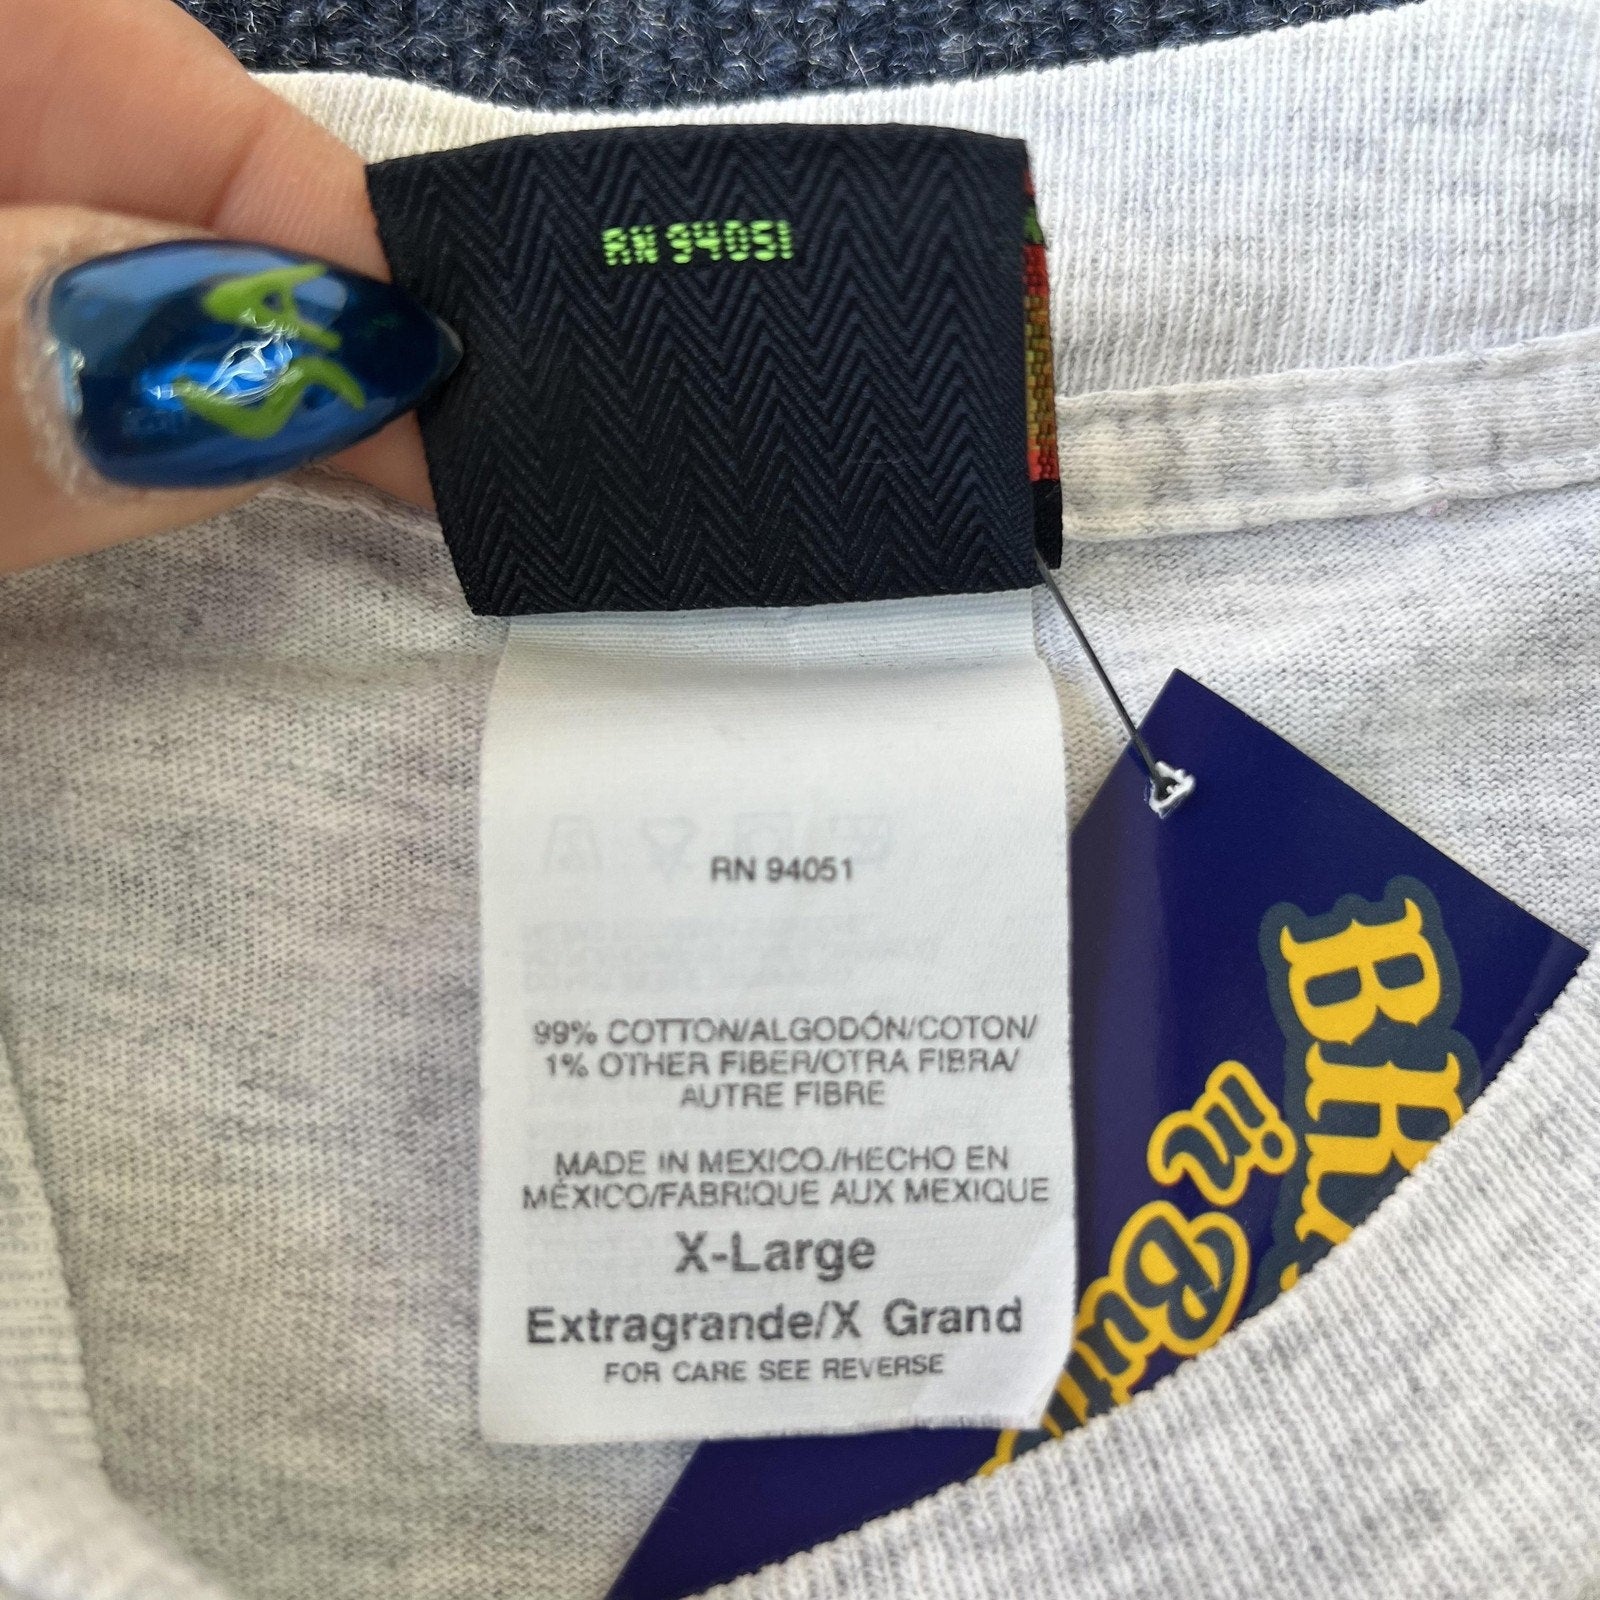 RN 94051
RN 94051
99% COTTON/ALGODÓN/COTON/
1% OTHER FIBER/OTRA FIBRA/
AUTRE FIBRE
MADE IN MEXICO./HECHO EN
MÉXICO/FABRIQUE AUX MEXIQUE
X-Large
Extragrande/X Grand
FOR CARE SEE REVERSE
in